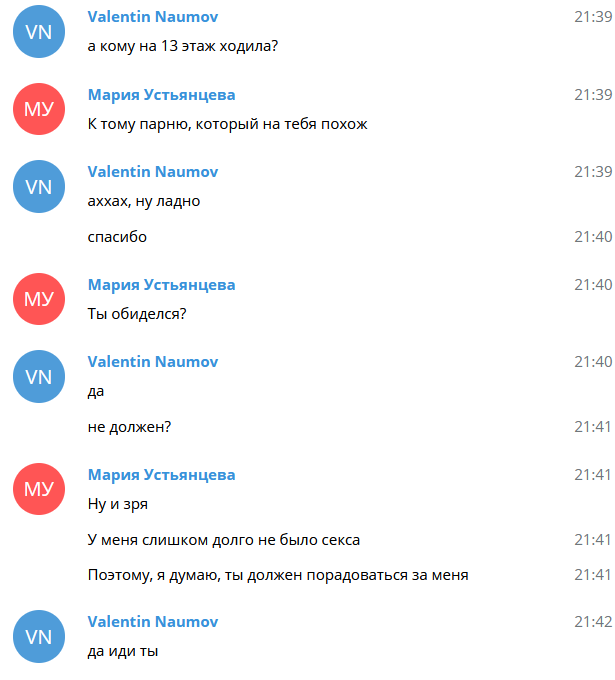 VN
Valentin Naumov 21:39
а кому на 13 этаж ходила?
МУ
Мария Устьянцева 21:39
К тому парню, который на тебя похож
VN
Valentin Naumov 21:39
аххах, ну ладно
спасибо 21:40
МУ
Мария Устьянцева 21:40
Ты обиделся?
VN
Valentin Naumov 21:40
да
не должен? 21:41
МУ
Мария Устьянцева 21:41
Ну и зря
У меня слишком долго не было секса 21:41
Поэтому, я думаю, ты должен порадоваться за меня 21:41
VN
Valentin Naumov 21:42
да иди ты